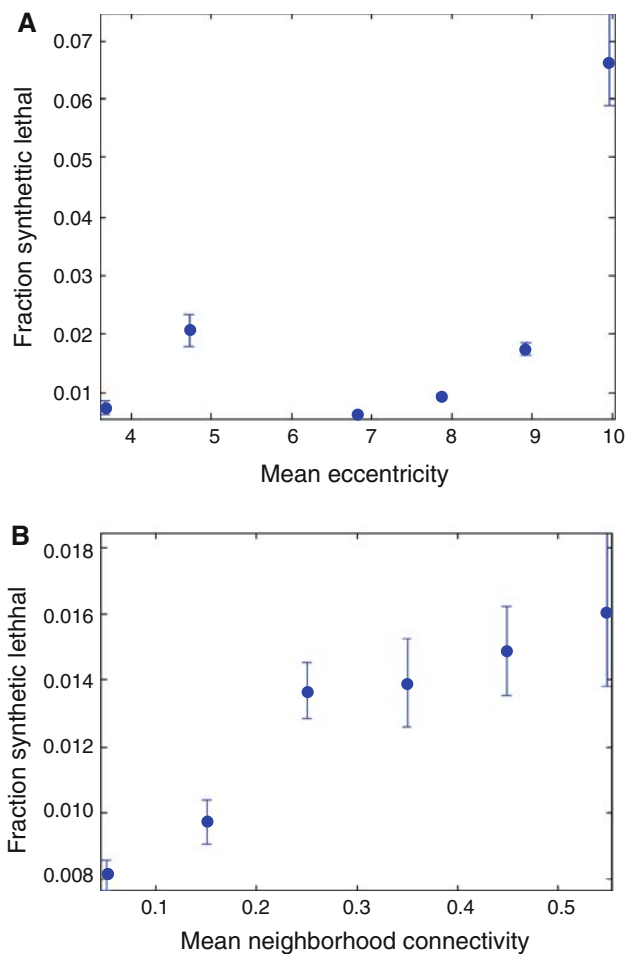 A
0.07
0.06
0.05
0.04
0.03
0.02
0.01
Fraction synthettic lethal
4 5 6 7 8 9 10
Mean eccentricity
B
0.018
0.016
0.014
0.012
0.010
0.008
Fraction synthetic lethhal
0.1 0.2 0.3 0.4 0.5
Mean neighborhood connectivity